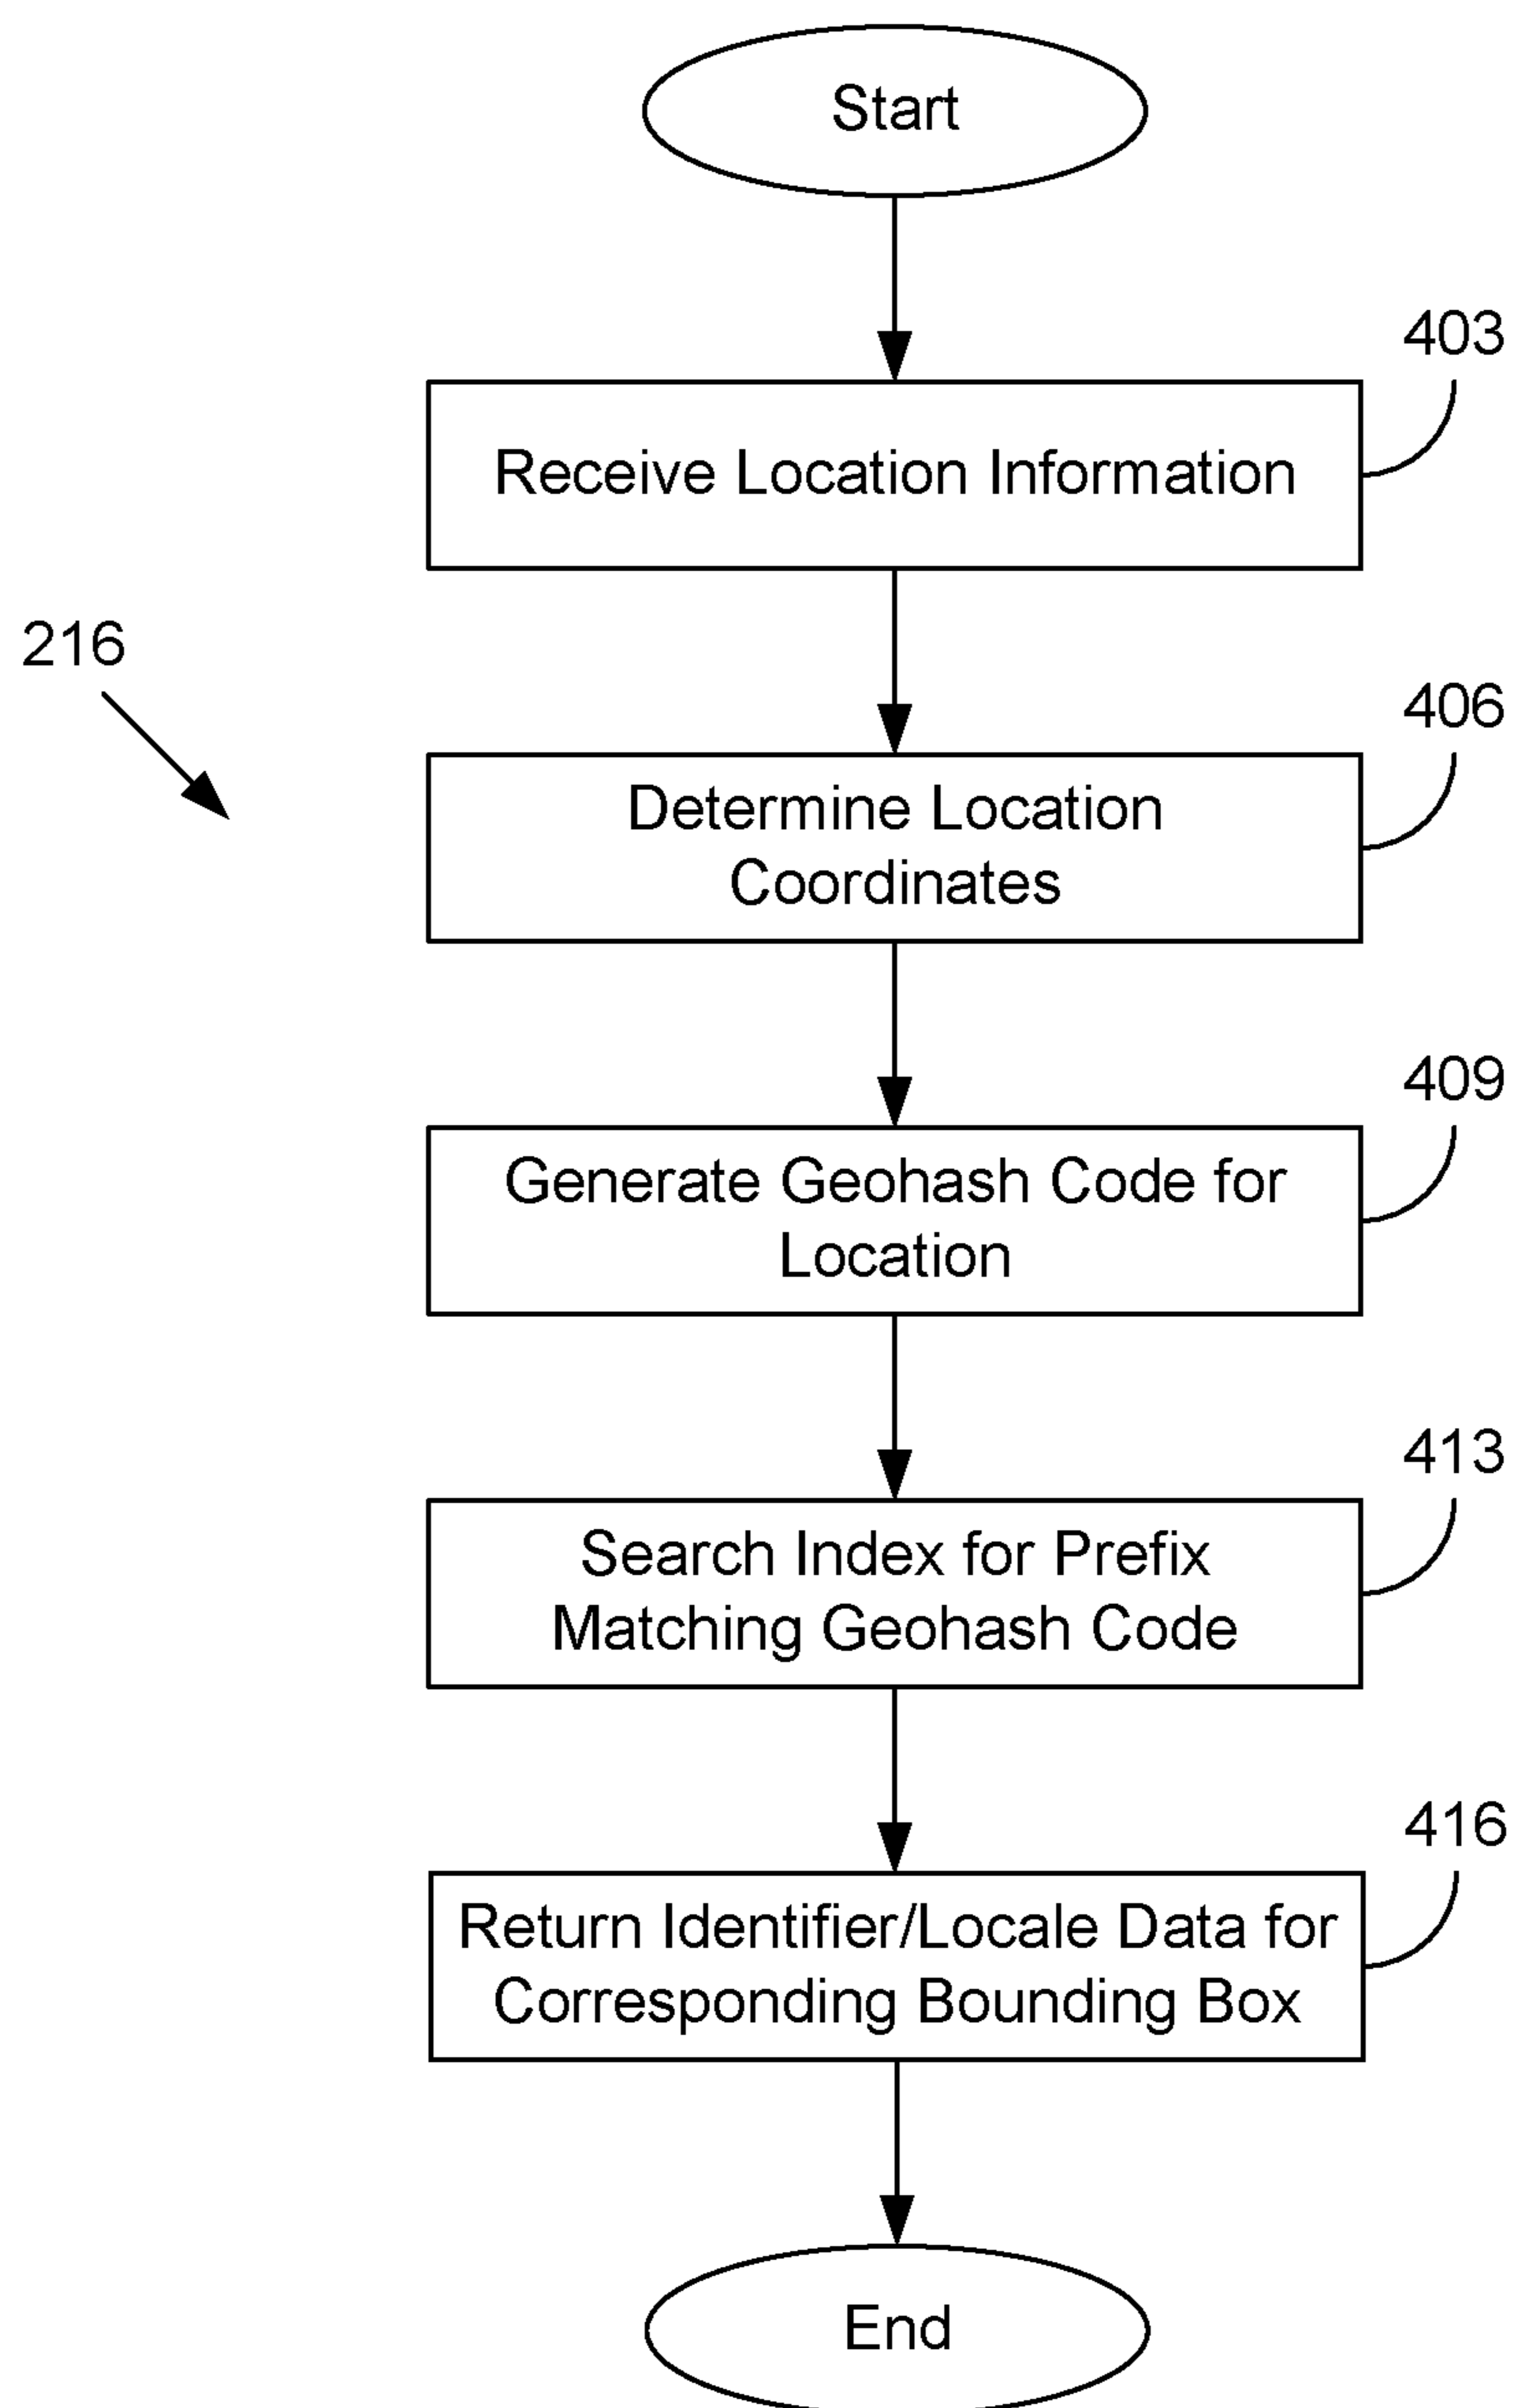 Start
403
Receive Location Information
216
406
Determine Location
Coordinates
409
Generate Geohash Code for
Location
413
Search Index for Prefix
Matching Geohash Code
416
Return Identifier/Locale Data for
Corresponding Bounding Box
End